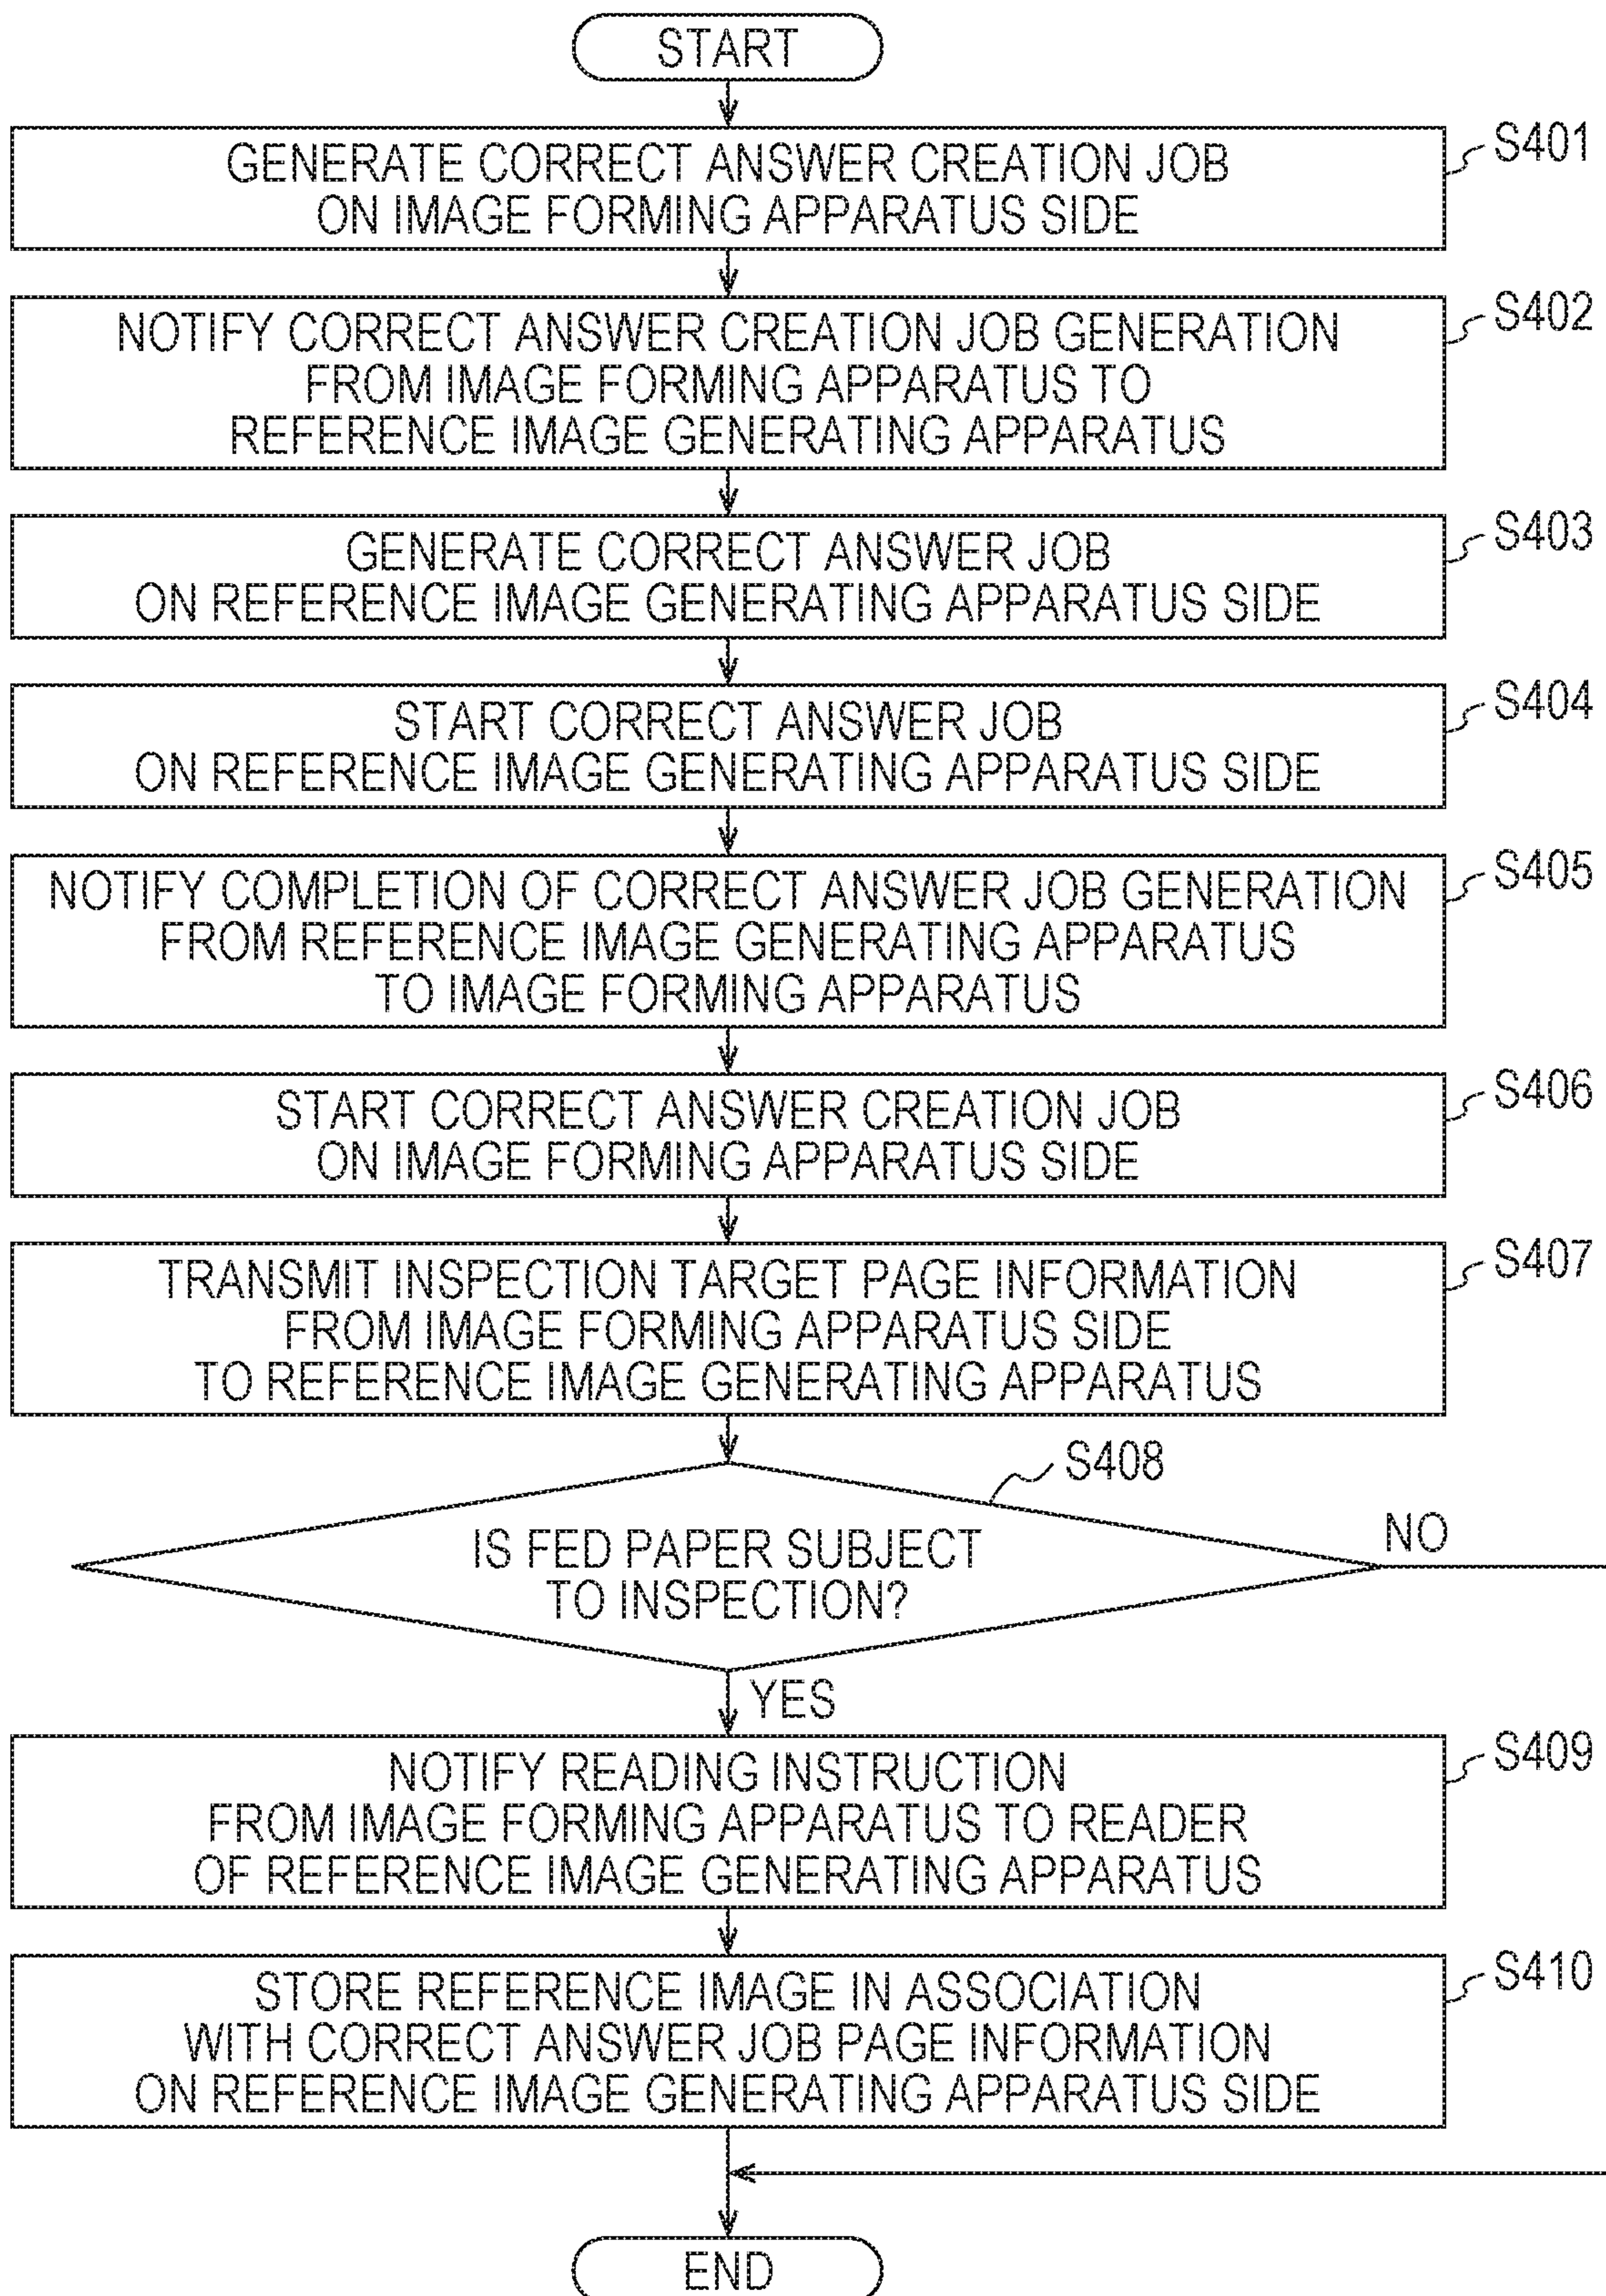 START
GENERATE CORRECT ANSWER CREATION JOB
ON IMAGE FORMING APPARATUS SIDE
S401
NOTIFY CORRECT ANSWER CREATION JOB GENERATION
FROM IMAGE FORMING APPARATUS TO
REFERENCE IMAGE GENERATING APPARATUS
S402
GENERATE CORRECT ANSWER JOB
ON REFERENCE IMAGE GENERATING APPARATUS SIDE
S403
START CORRECT ANSWER JOB
ON REFERENCE IMAGE GENERATING APPARATUS SIDE
S404
NOTIFY COMPLETION OF CORRECT ANSWER JOB GENERATION
FROM REFERENCE IMAGE GENERATING APPARATUS
TO IMAGE FORMING APPARATUS
S405
START CORRECT ANSWER CREATION JOB
ON IMAGE FORMING APPARATUS SIDE
S406
TRANSMIT INSPECTION TARGET PAGE INFORMATION
FROM IMAGE FORMING APPARATUS SIDE
TO REFERENCE IMAGE GENERATING APPARATUS
S407
S408
IS FED PAPER SUBJECT
TO INSPECTION?
NO
YES
NOTIFY READING INSTRUCTION
FROM IMAGE FORMING APPARATUS TO READER
OF REFERENCE IMAGE GENERATING APPARATUS
S409
STORE REFERENCE IMAGE IN ASSOCIATION
WITH CORRECT ANSWER JOB PAGE INFORMATION
ON REFERENCE IMAGE GENERATING APPARATUS SIDE
S410
END